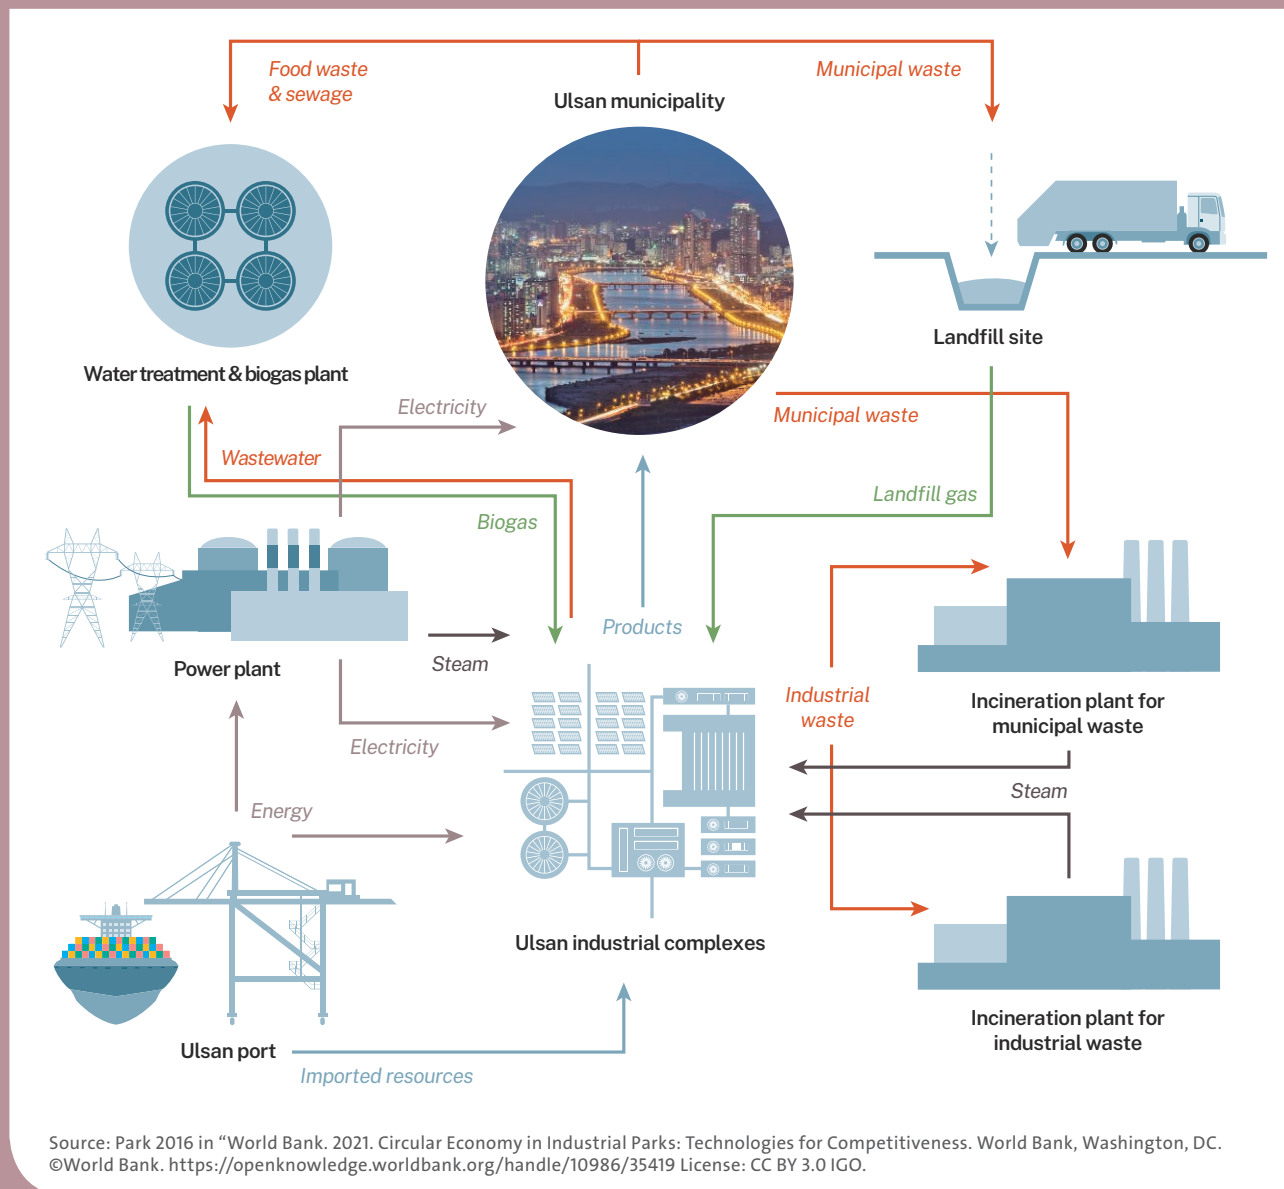 Food waste
& sewage
Municipal waste
Ulsan municipality
Landfill site
Water treatment & biogas plant
Electricity
Municipal waste
Wastewater
Landfill gas
Biogas
Products
Steam
Power plant
Industrial
waste
Incineration plant for
municipal waste
Electricity
Steam
Energy
Ulsan industrial complexes
Incineration plant for
industrial waste
Ulsan port
Imported resources
Source: Park 2016 in “World Bank. 2021. Circular Economy in Industrial Parks: Technologies for Competitiveness. World Bank, Washington, DC.
©World Bank. https://openknowledge.worldbank.org/handle/10986/35419 License: CC BY 3.0 IGO.